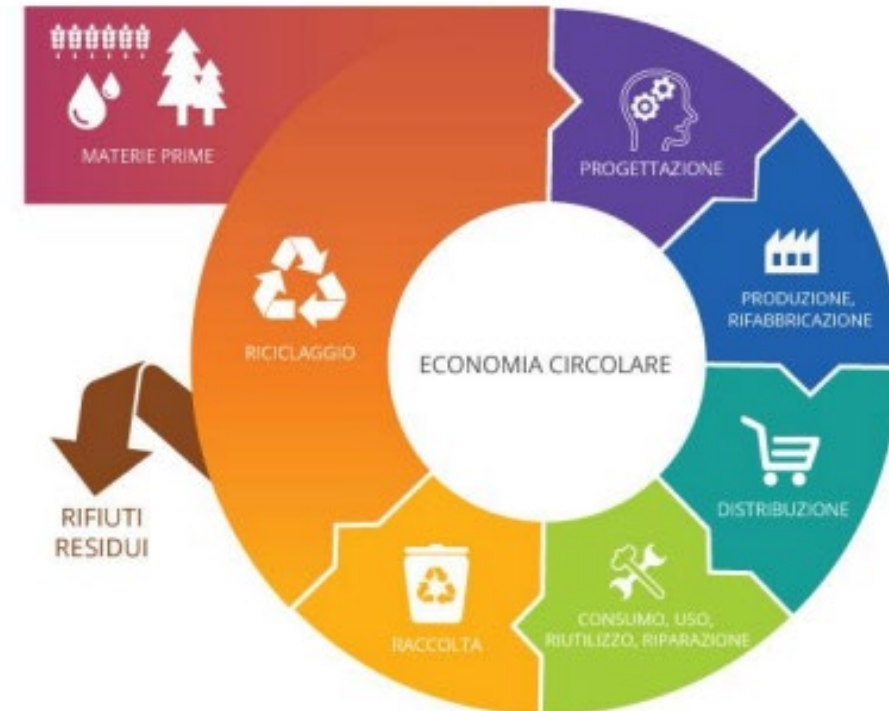 MATERIE PRIME
PROGETTAZIONE
PRODUZIONE,
RIFABBRICAZIONE
RICICLAGGIO
ECONOMIA CIRCOLARE
DISTRIBUZIONE
RIFIUTI
RESIDUI
CONSUMO, USO,
RIUTILIZZO, RIPARAZIONE
RACCOLTA